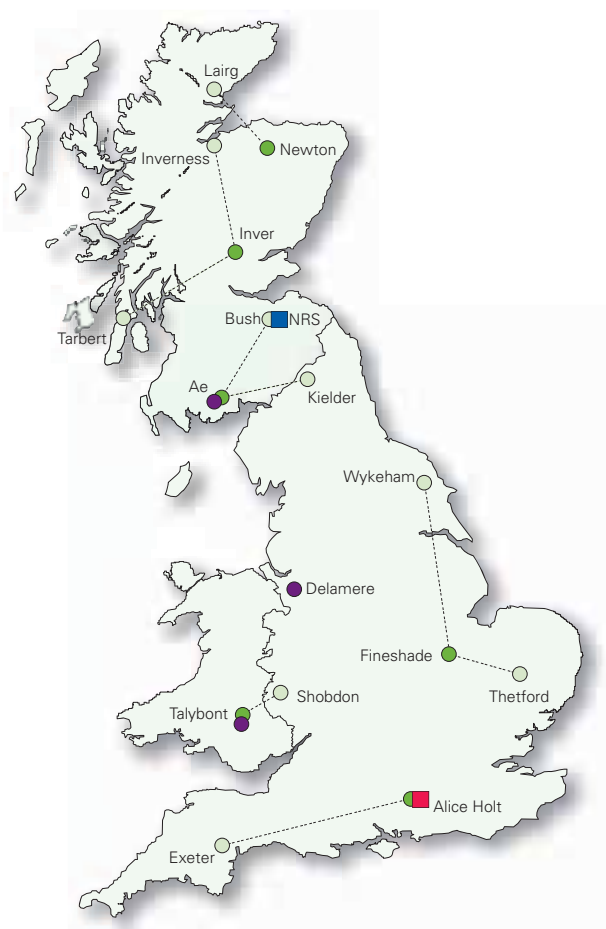 Lairg
Inverness
Newton
Inver
Bush
NRS
Tarbert
Ae
Kielder
Wykeham
Delamere
Fineshade
Thetford
Shobdon
Talybont
Alice Holt
Exeter